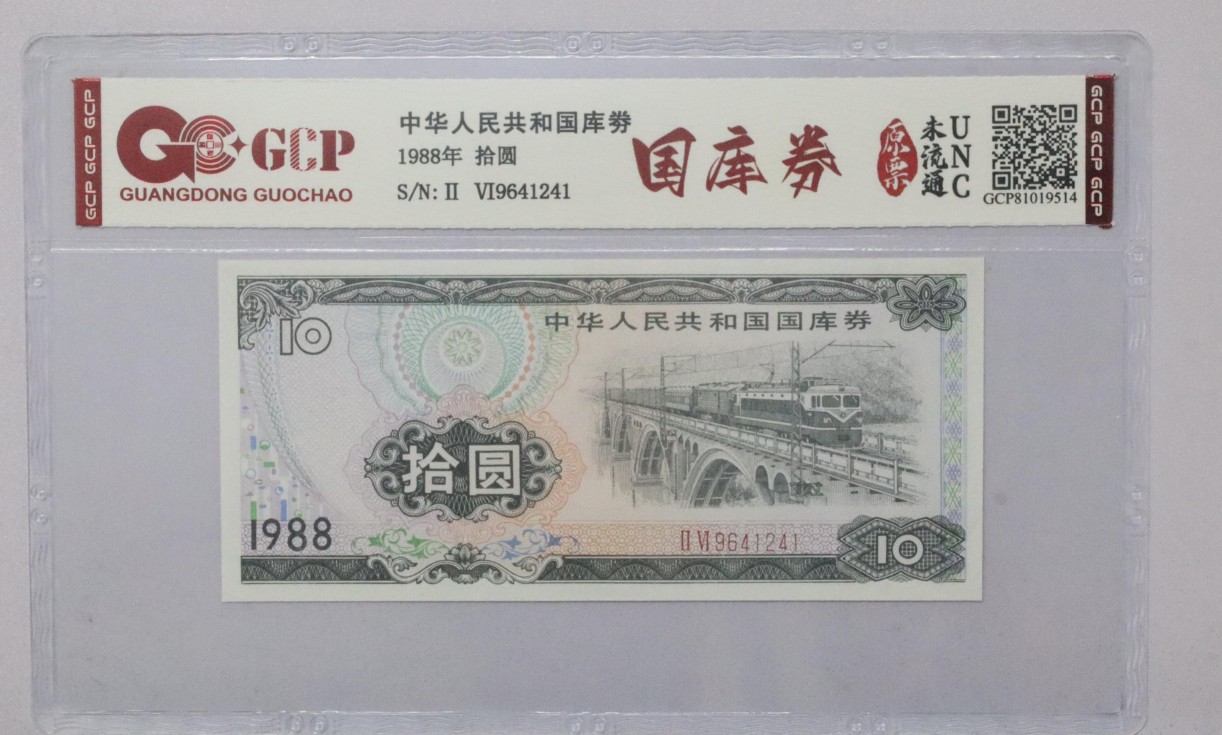 GCP GCP GCP
GCP
GUANGDONG GUOCHAO
中华人民共和国库券
1988年 拾圆
S/N: II VI9641241
国库券
原票
未流通
UNC
GCP81019514
GCP GCP GCP
10
中华人民共和国国库券
拾圆
1988
II VI 9641241
10